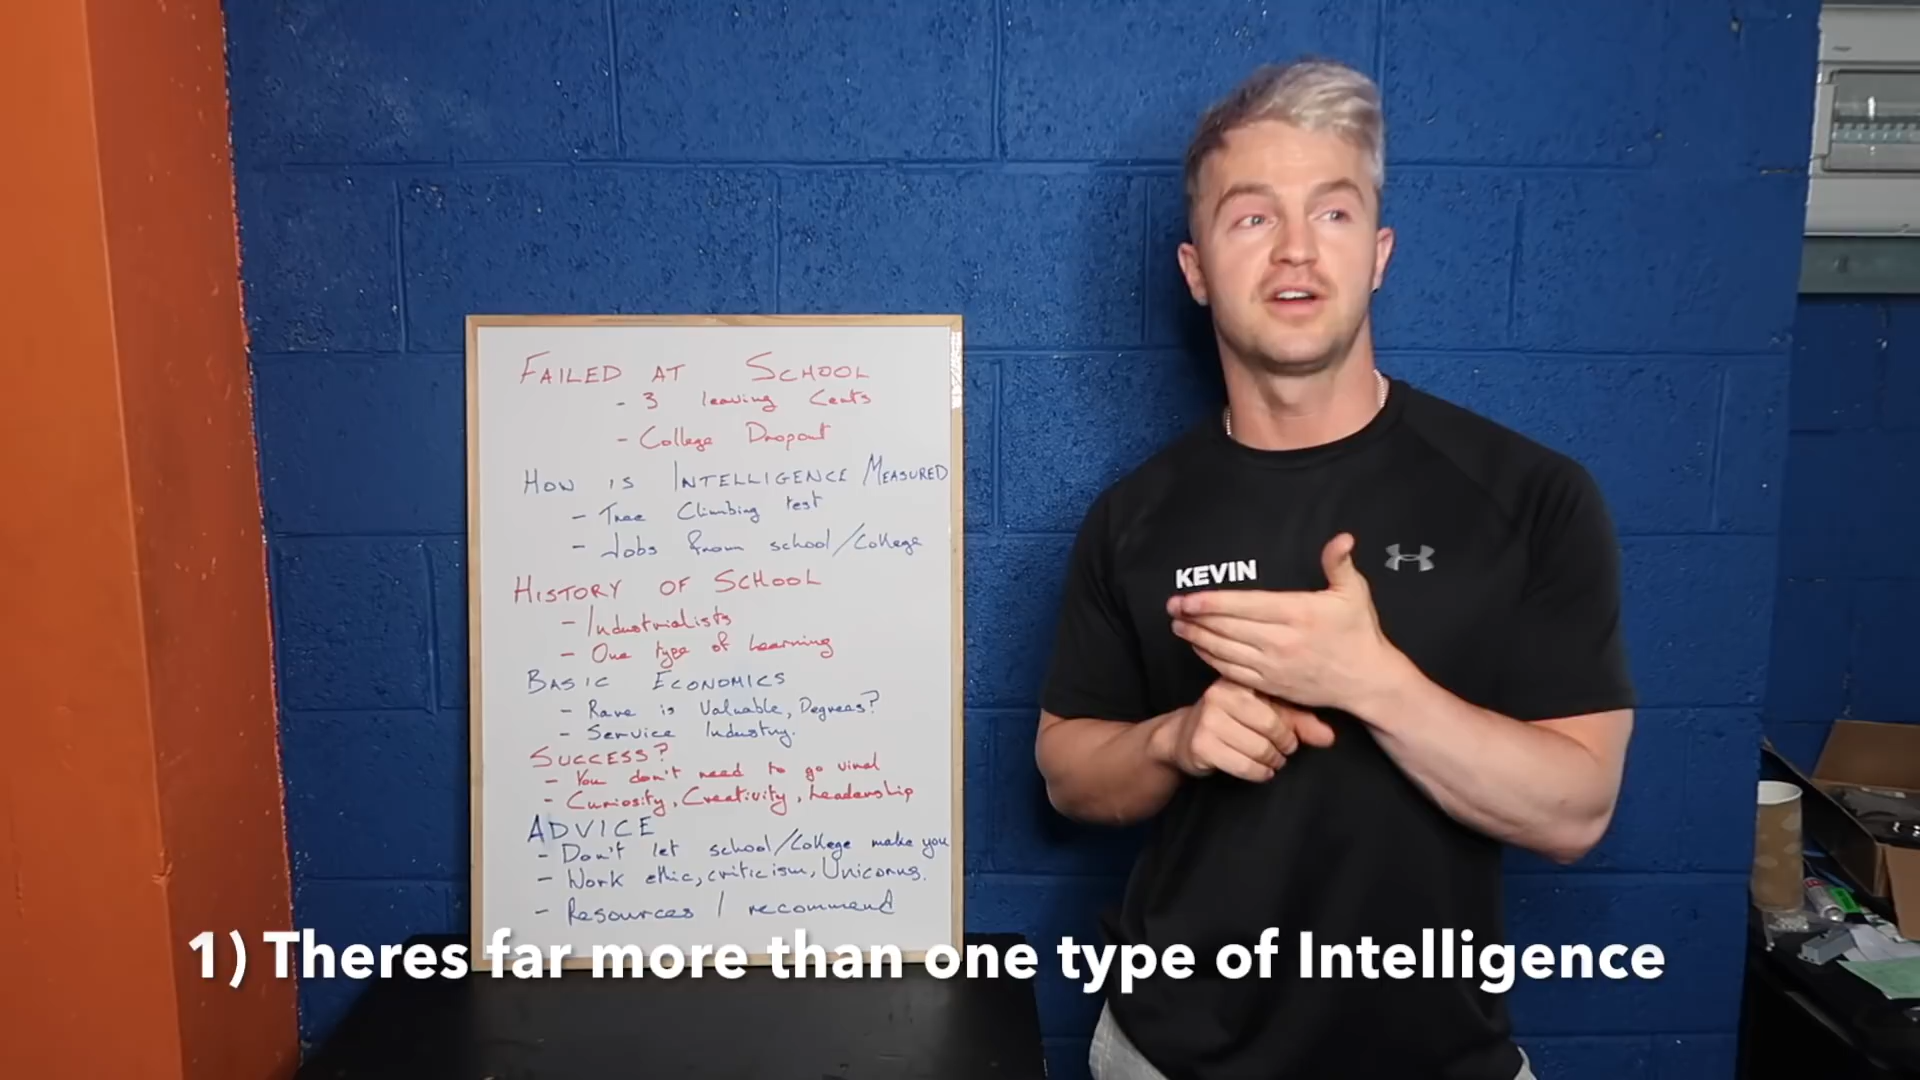 FAILED AT SCHOOL
- 3 leaving Certs
- College Dropout
HOW IS INTELLIGENCE MEASURED
- Tree Climbing test
- Jobs from school/College
HISTORY OF SCHOOL
- Industrialists
- One type of Learning
BASIC ECONOMICS
- Rare is Valuable, Degrees?
- Service Industry.
SUCCESS?
- You don't need to go viral
- Curiosity, Creativity, Leadership
ADVICE
- Don't let school/College make you
- Work ethic, criticism, Unicorns.
- Resources I recommend
KEVIN
1) Theres far more than one type of Intelligence